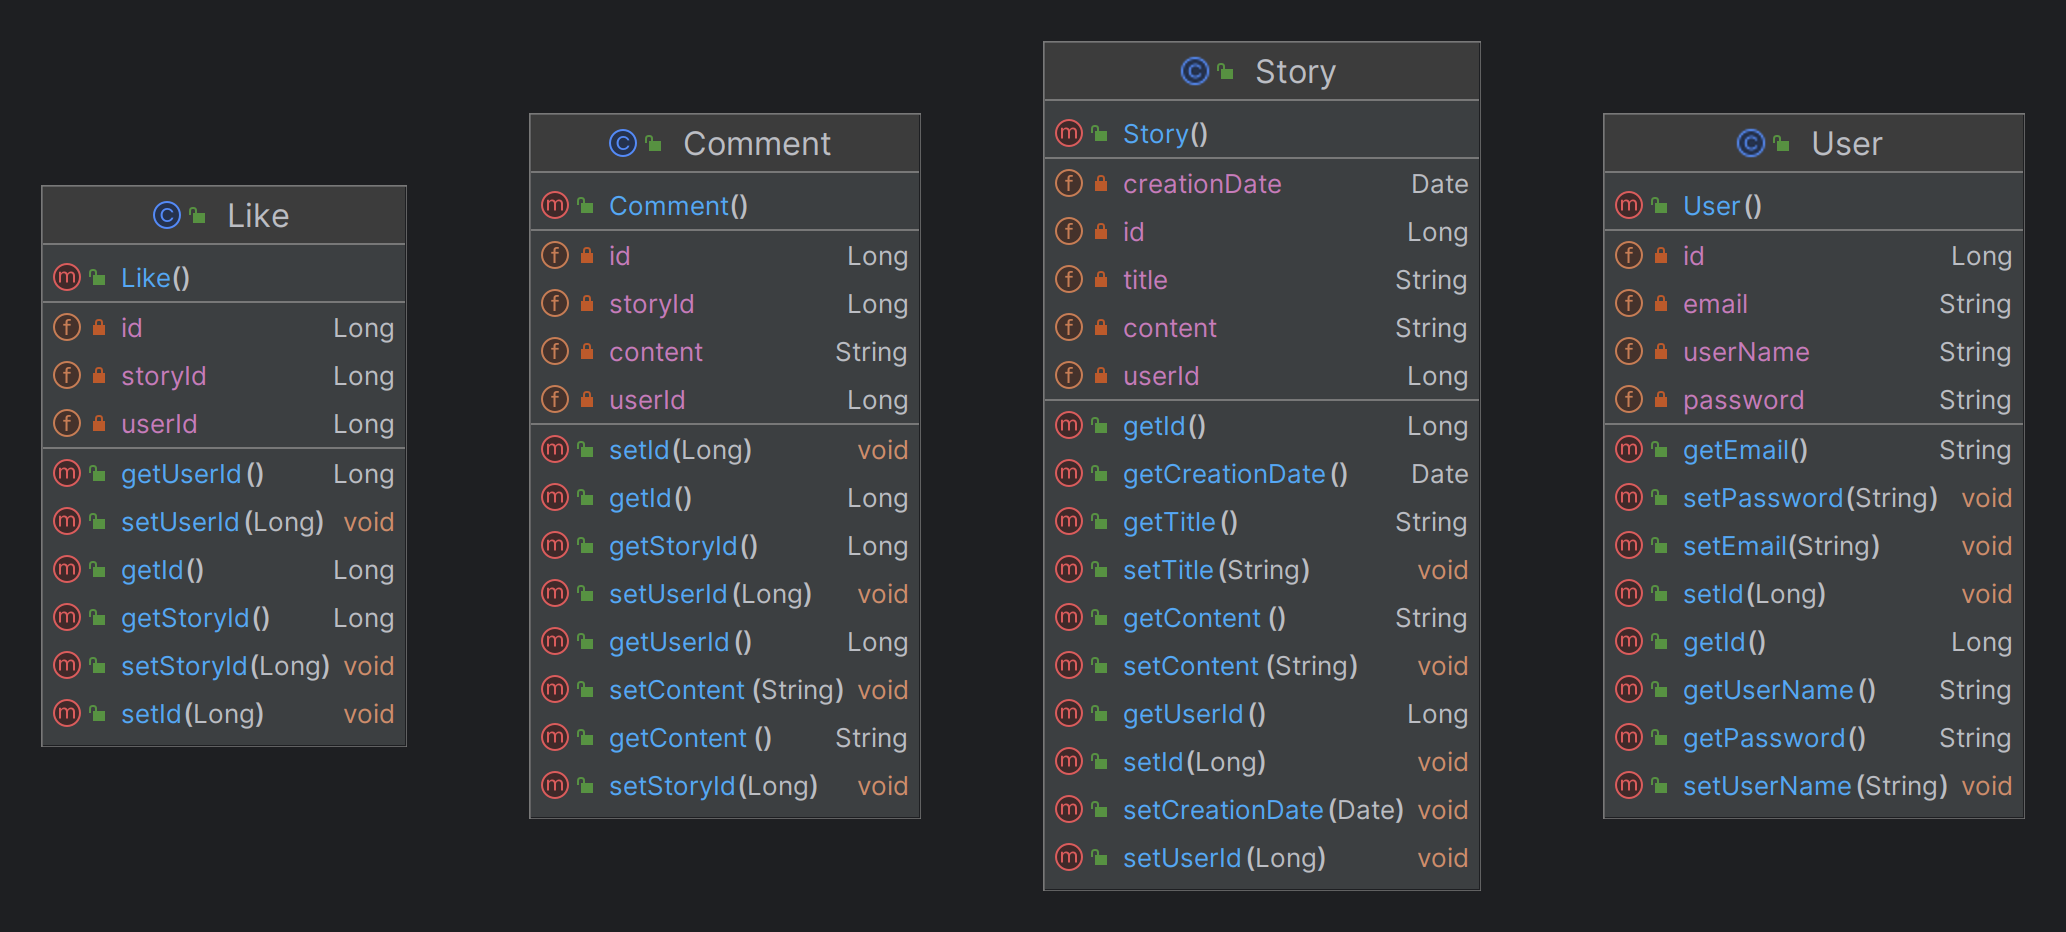 Like
Like()
id Long
storyId Long
userId Long
getUserId() Long
setUserId(Long) void
getId() Long
getStoryId() Long
setStoryId(Long) void
setId(Long) void
Comment
Comment()
id Long
storyId Long
content String
userId Long
setId(Long) void
getId() Long
getStoryId() Long
setUserId(Long) void
getUserId() Long
setContent(String) void
getContent() String
setStoryId(Long) void
Story
Story()
creationDate Date
id Long
title String
content String
userId Long
getId() Long
getCreationDate() Date
getTitle() String
setTitle(String) void
getContent() String
setContent(String) void
getUserId() Long
setId(Long) void
setCreationDate(Date) void
setUserId(Long) void
User
User()
id Long
email String
userName String
password String
getEmail() String
setPassword(String) void
setEmail(String) void
setId(Long) void
getId() Long
getUserName() String
getPassword() String
setUserName(String) void